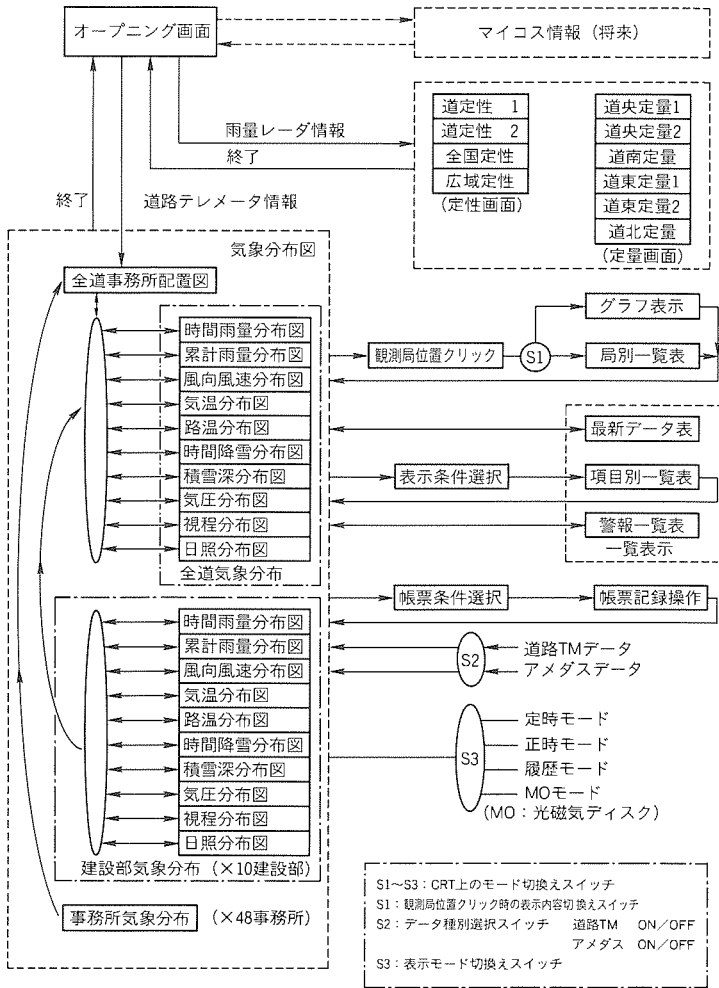 オープニング画面
マイコス情報（将来）
雨量レーダ情報
終了
道定性 1
道定性 2
全国定性
広域定性
(定性画面)
道央定量1
道央定量2
道南定量
道東定量1
道東定量2
道北定量
(定量画面)
終了
道路テレメータ情報
気象分布図
全道事務所配置図
時間雨量分布図
累計雨量分布図
風向風速分布図
気温分布図
路温分布図
時間降雪分布図
積雪深分布図
気圧分布図
視程分布図
日照分布図
全道気象分布
観測局位置クリック
S1
グラフ表示
局別一覧表
最新データ表
表示条件選択
項目別一覧表
警報一覧表
一覧表示
帳票条件選択
帳票記録操作
時間雨量分布図
累計雨量分布図
風向風速分布図
気温分布図
路温分布図
時間降雪分布図
積雪深分布図
気圧分布図
視程分布図
日照分布図
建設部気象分布（×10建設部）
S2
道路TMデータ
アメダスデータ
S3
定時モード
正時モード
履歴モード
MOモード
(MO：光磁気ディスク)
事務所気象分布（×48事務所）
S1～S3：CRT上のモード切換えスイッチ
S1：観測局位置クリック時の表示内容切換えスイッチ
S2：データ種別選択スイッチ 道路TM ON／OFF
アメダス ON／OFF
S3：表示モード切換えスイッチ